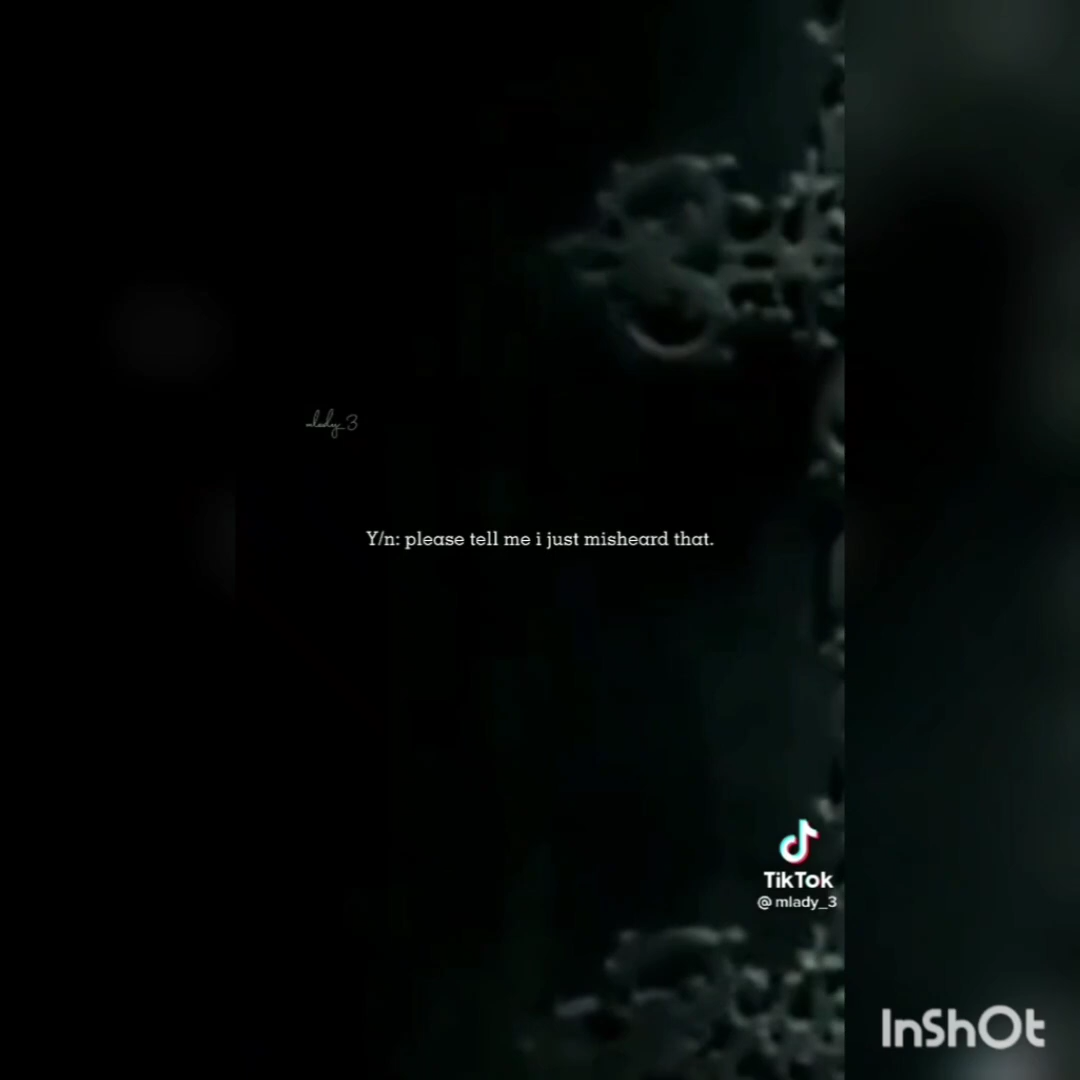 mlady_3
Y/n: please tell me i just misheard that.
TikTok
@mlady_3
InShOt